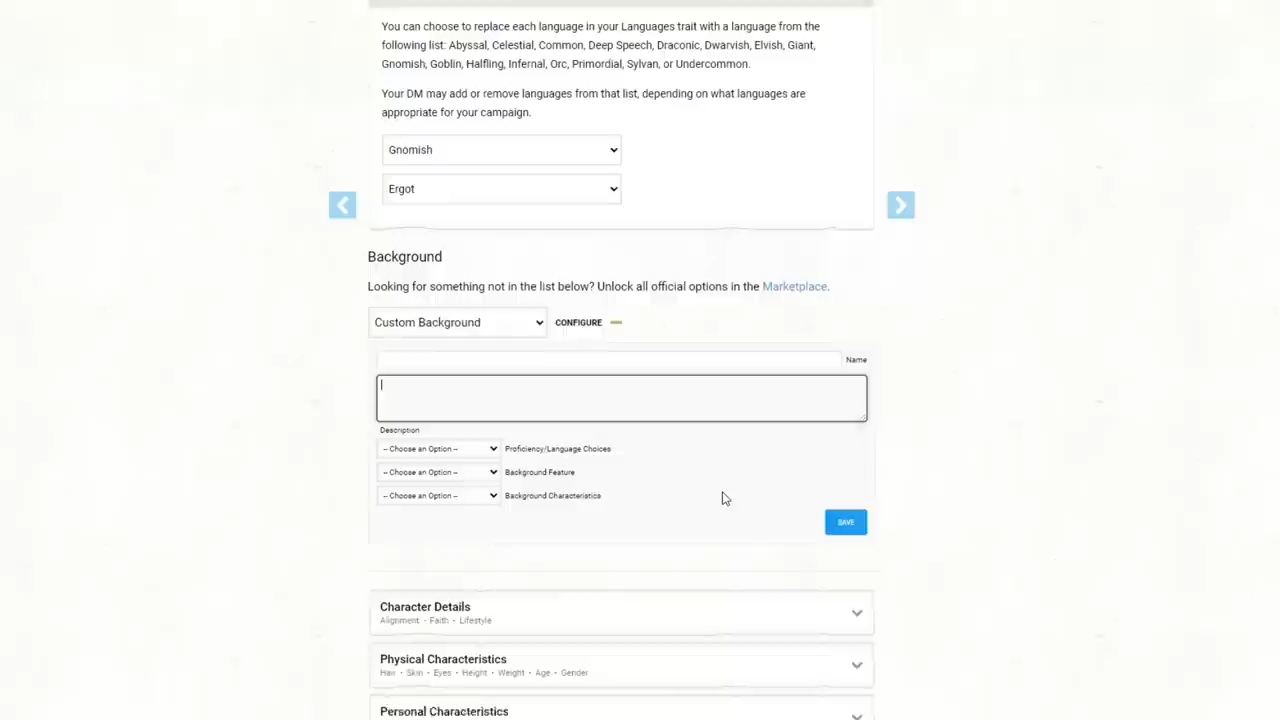 You can choose to replace each language in your Languages trait with a language from the
following list: Abyssal, Celestial, Common, Deep Speech, Draconic, Dwarvish, Elvish, Giant,
Gnomish, Goblin, Halfling, Infernal, Orc, Primordial, Sylvan, or Undercommon.
Your DM may add or remove languages from that list, depending on what languages are
appropriate for your campaign.
Gnomish
Ergot
Background
Looking for something not in the list below? Unlock all official options in the Marketplace.
Custom Background CONFIGURE
Name
Description
-- Choose an Option -- Proficiency/Language Choices
-- Choose an Option -- Background Feature
-- Choose an Option -- Background Characteristics
SAVE
Character Details
Alignment · Faith · Lifestyle
Physical Characteristics
Hair · Skin · Eyes · Height · Weight · Age · Gender
Personal Characteristics